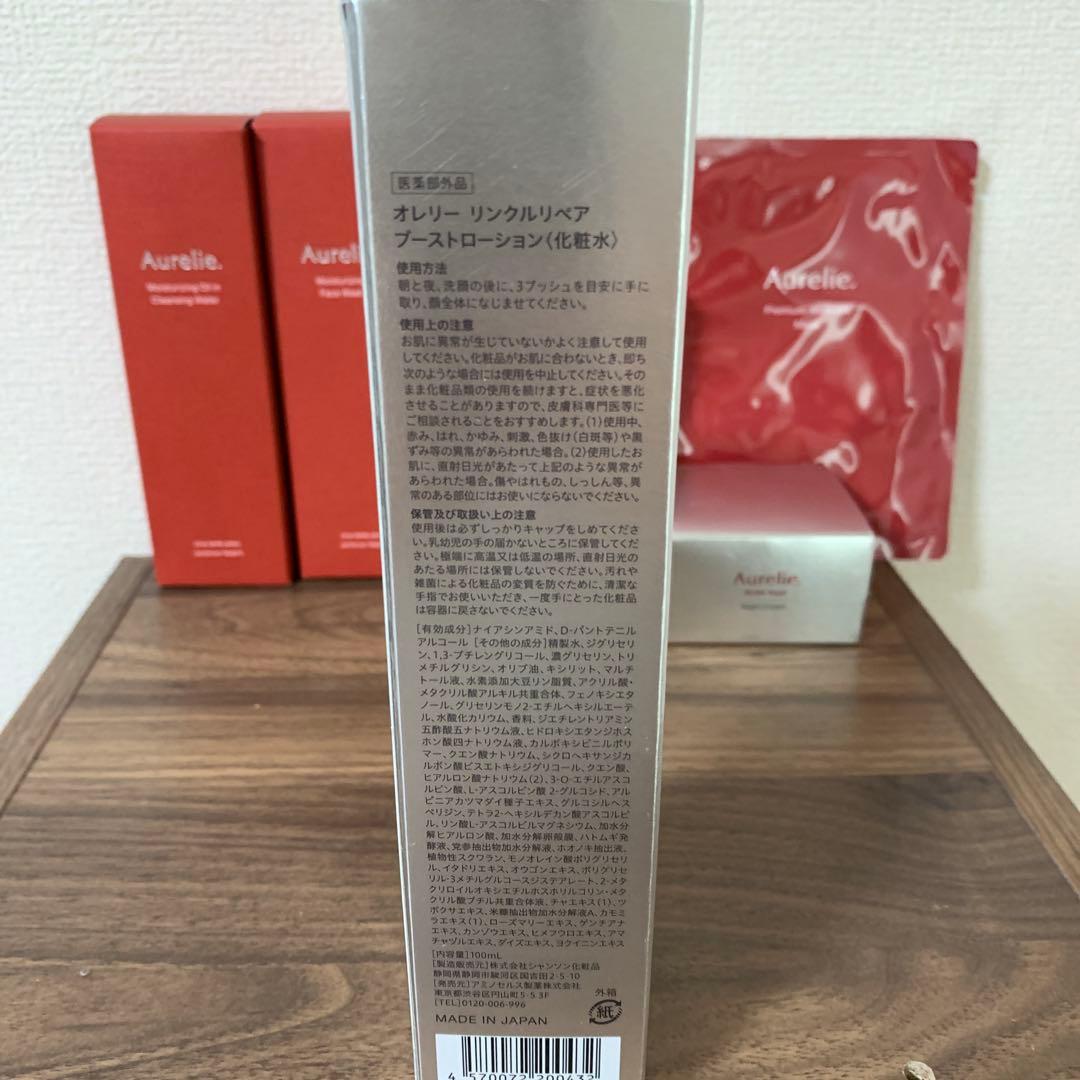 医薬部外品
オレリー リンクルリペア
ブーストローション〈化粧水〉
使用方法
朝と夜、洗顔の後に、3プッシュを目安に手に
取り、顔全体になじませてください。
使用上の注意
お肌に異常が生じていないかよく注意して使用
してください。化粧品がお肌に合わないとき、即ち
次のような場合には使用を中止してください。その
まま化粧品類の使用を続けますと、症状を悪化
させることがありますので、皮膚科専門医等に
ご相談されることをおすすめします。(1)使用中、
赤み、はれ、かゆみ、刺激、色抜け(白斑等)や黒
ずみ等の異常があらわれた場合。(2)使用したお
肌に、直射日光があたって上記のような異常が
あらわれた場合。傷やはれもの、しっしん等、異
常のある部位にはお使いにならないでください。
保管及び取扱い上の注意
使用後は必ずしっかりキャップをしめてくださ
い。乳幼児の手の届かないところに保管してくだ
さい。極端に高温又は低温の場所、直射日光の
あたる場所には保管しないでください。汚れや
雑菌による化粧品の変質を防ぐために、清潔な
手指でお使いいただき、一度手にとった化粧品
は容器に戻さないでください。
[有効成分]ナイアシンアミド、D-パントテニル
アルコール [その他の成分]精製水、ジグリセリ
ン、1,3-ブチレングリコール、濃グリセリン、トリ
メチルグリシン、オリブ油、キシリット、マルチ
トール液、水素添加大豆リン脂質、アクリル酸・
メタクリル酸アルキル共重合体、フェノキシエタ
ノール、グリセリンモノ2-エチルヘキシルエーテ
ル、水酸化カリウム、香料、ジエチレントリアミン
五酢酸五ナトリウム液、ヒドロキシエタンジホス
ホン酸四ナトリウム液、カルボキシビニルポリ
マー、クエン酸ナトリウム、シクロヘキサンジカ
ルボン酸ビスエトキシジグリコール、クエン酸、
ヒアルロン酸ナトリウム(2)、3-O-エチルアスコ
ルビン酸、L-アスコルビン酸 2-グルコシド、アル
ピニアカツマダイ種子エキス、グルコシルヘス
ペリジン、テトラ2-ヘキシルデカン酸アスコルビ
ル、リン酸L-アスコルビルマグネシウム、加水分
解ヒアルロン酸、加水分解卵殻膜、ハトムギ発
酵液、党参抽出物加水分解液、ホオノキ抽出液、
植物性スクワラン、モノオレイン酸ポリグリセリ
ル、イタドリエキス、オウゴンエキス、ポリグリセ
リル-3メチルグルコースジステアレート、2-メタ
クリロイルオキシエチルホスホリルコリン・メタ
クリル酸ブチル共重合体液、チャエキス(1)、ツ
ボクサエキス、米糠抽出物加水分解液A、カモミ
ラエキス(1)、ローズマリーエキス、ゲンチアナ
エキス、カンゾウエキス、ヒメフウロエキス、アマ
チャヅルエキス、ダイズエキス、ヨクイニンエキス
[内容量]100mL
[製造販売元]株式会社シャンソン化粧品
静岡県静岡市駿河区国吉田2-5-10
[発売元]アミノセルス製薬株式会社
東京都渋谷区円山町5-5 3F
[TEL]0120-006-996
外箱
紙
MADE IN JAPAN
4 570072 200432
Aurelie.
Moisturizing Oil in
Cleansing Water
Aurelie
Face Wash
Aurelie.
Aurelie.